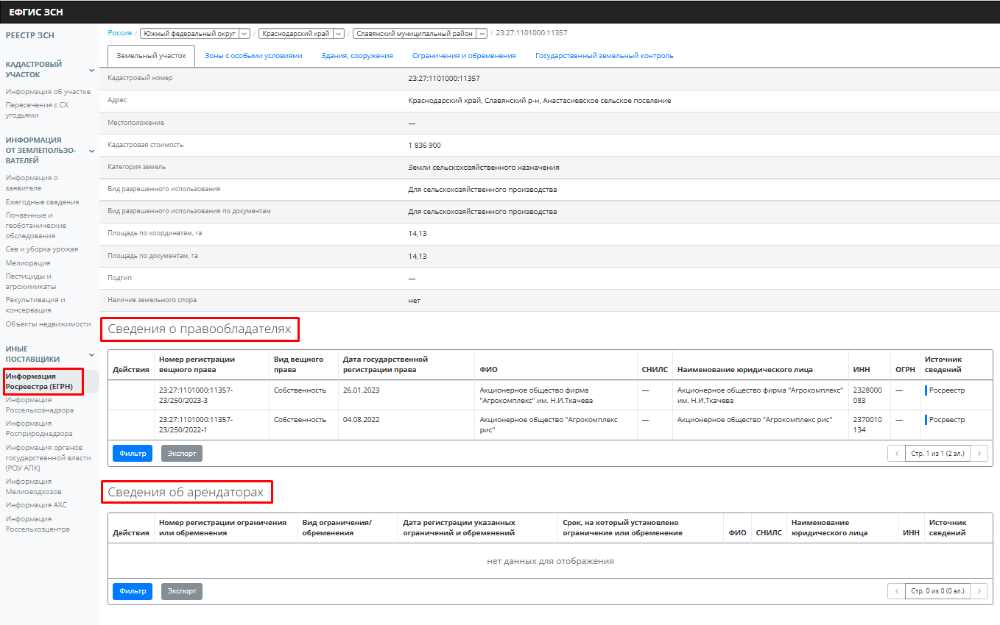 ЕФГИС ЗСН
РЕЕСТР ЗСН
КАДАСТРОВЫЙ
УЧАСТОК
Информация об участке
Пересечения с СХ
угодьями
ИНФОРМАЦИЯ
ОТ ЗЕМЛЕПОЛЬЗО-
ВАТЕЛЕЙ
Информация о
заявителе
Ежегодные сведения
Почвенные и
геоботанические
обследования
Сев и уборка урожая
Мелиорация
Пестициды и
агрохимикаты
Рекультивация и
консервация
Объекты недвижимости
ИНЫЕ
ПОСТАВЩИКИ
Информация
Росреестра (ЕГРН)
Информация
Россельхознадзора
Информация
Росприроднадзора
Информация органов
государственной власти
(РОУ АПК)
Информация
Мелиоводхозов
Информация АХС
Информация
Россельхозцентра
Россия / Южный федеральный округ / Краснодарский край / Славянский муниципальный район / 23:27:1101000:11357
Земельный участок Зоны с особыми условиями Здания, сооружения Ограничения и обременения Государственный земельный контроль
Кадастровый номер 23:27:1101000:11357
Адрес Краснодарский край, Славянский р-н, Анастасиевское сельское поселение
Местоположение —
Кадастровая стоимость 1 836 900
Категория земель Земли сельскохозяйственного назначения
Вид разрешенного использования Для сельскохозяйственного производства
Вид разрешенного использования по документам Для сельскохозяйственного производства
Площадь по координатам, га 14,13
Площадь по документам, га 14,13
Подтип —
Наличие земельного спора нет
Сведения о правообладателях
Действия Номер регистрации вещного права Вид вещного права Дата государственной регистрации права ФИО СНИЛС Наименование юридического лица ИНН ОГРН Источник сведений
23:27:1101000:11357-23/250/2023-3 Собственность 26.01.2023 Акционерное общество фирма "Агрокомплекс" им. Н.И.Ткачева — Акционерное общество фирма "Агрокомплекс" им. Н.И.Ткачева 2328000083 — Росреестр
23:27:1101000:11357-23/250/2022-1 Собственность 04.08.2022 Акционерное общество "Агрокомплекс рис" — Акционерное общество "Агрокомплекс рис" 2370010134 — Росреестр
Фильтр Экспорт Стр. 1 из 1 (2 эл.)
Сведения об арендаторах
Действия Номер регистрации ограничения или обременения Вид ограничения/обременения Дата регистрации указанных ограничений и обременений Срок, на который установлено ограничение или обременение ФИО СНИЛС Наименование юридического лица ИНН Источник сведений
нет данных для отображения
Фильтр Экспорт Стр. 0 из 0 (0 эл.)